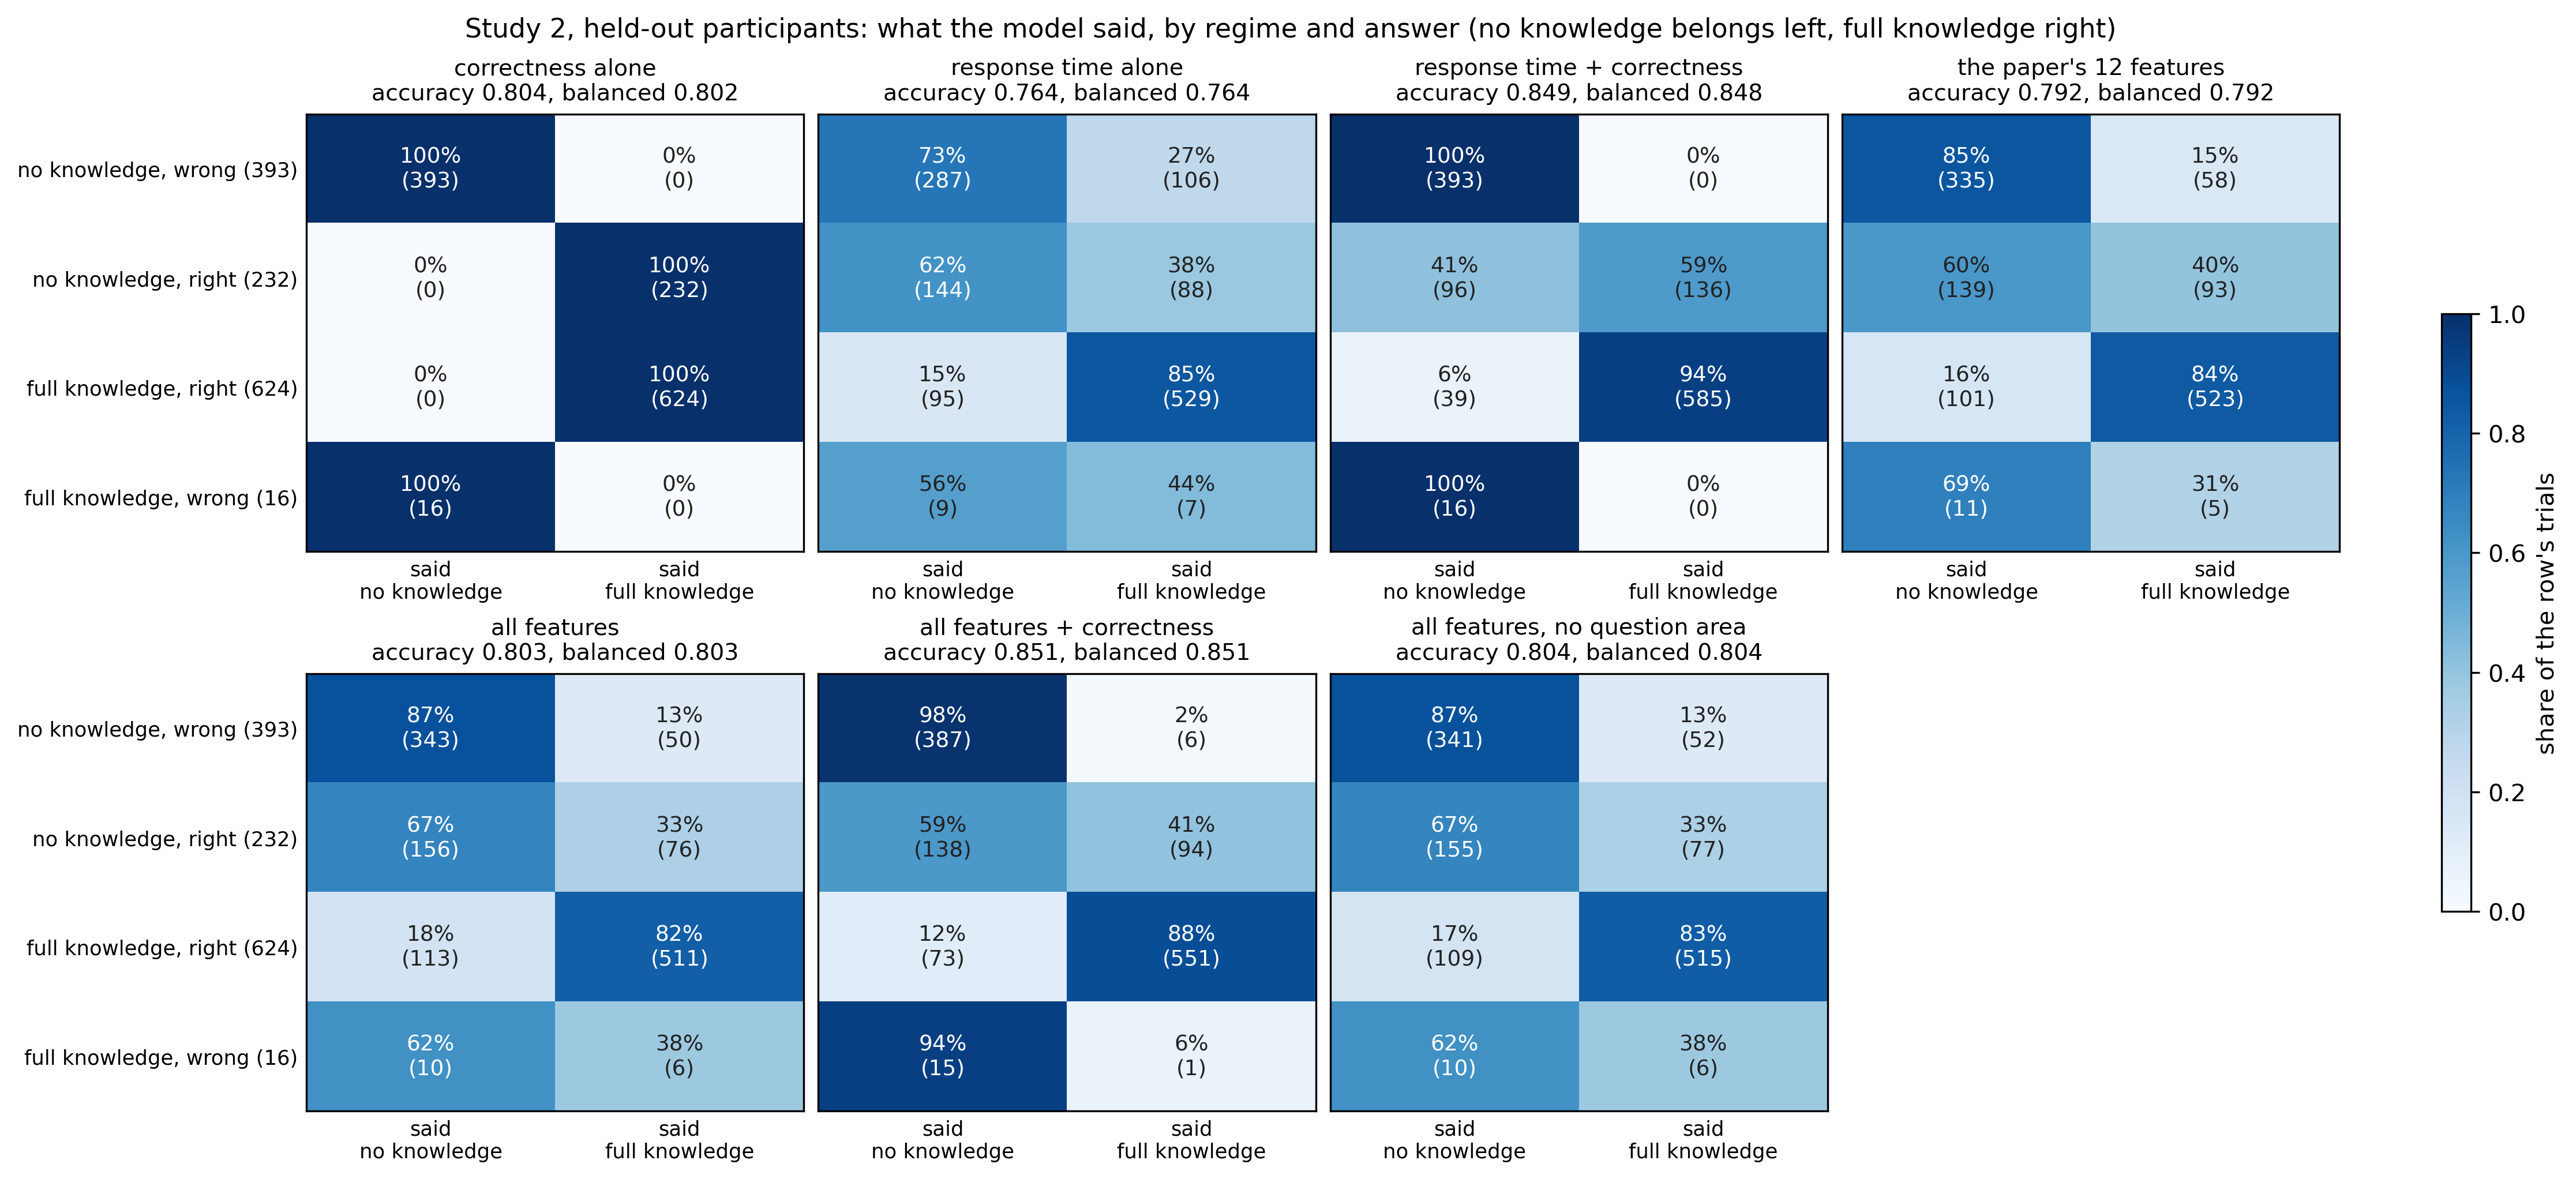 Study 2, held-out participants: what the model said, by regime and answer (no knowledge belongs left, full knowledge right)
correctness alone
accuracy 0.804, balanced 0.802
response time alone
accuracy 0.764, balanced 0.764
response time + correctness
accuracy 0.849, balanced 0.848
the paper's 12 features
accuracy 0.792, balanced 0.792
no knowledge, wrong (393)
100%
(393)
0%
(0)
73%
(287)
27%
(106)
100%
(393)
0%
(0)
85%
(335)
15%
(58)
no knowledge, right (232)
0%
(0)
100%
(232)
62%
(144)
38%
(88)
41%
(96)
59%
(136)
60%
(139)
40%
(93)
full knowledge, right (624)
0%
(0)
100%
(624)
15%
(95)
85%
(529)
6%
(39)
94%
(585)
16%
(101)
84%
(523)
full knowledge, wrong (16)
100%
(16)
0%
(0)
56%
(9)
44%
(7)
100%
(16)
0%
(0)
69%
(11)
31%
(5)
said
no knowledge
said
full knowledge
said
no knowledge
said
full knowledge
said
no knowledge
said
full knowledge
said
no knowledge
said
full knowledge
all features
accuracy 0.803, balanced 0.803
all features + correctness
accuracy 0.851, balanced 0.851
all features, no question area
accuracy 0.804, balanced 0.804
no knowledge, wrong (393)
87%
(343)
13%
(50)
98%
(387)
2%
(6)
87%
(341)
13%
(52)
no knowledge, right (232)
67%
(156)
33%
(76)
59%
(138)
41%
(94)
67%
(155)
33%
(77)
full knowledge, right (624)
18%
(113)
82%
(511)
12%
(73)
88%
(551)
17%
(109)
83%
(515)
full knowledge, wrong (16)
62%
(10)
38%
(6)
94%
(15)
6%
(1)
62%
(10)
38%
(6)
said
no knowledge
said
full knowledge
said
no knowledge
said
full knowledge
said
no knowledge
said
full knowledge
1.0
0.8
0.6
0.4
0.2
0.0
share of the row's trials